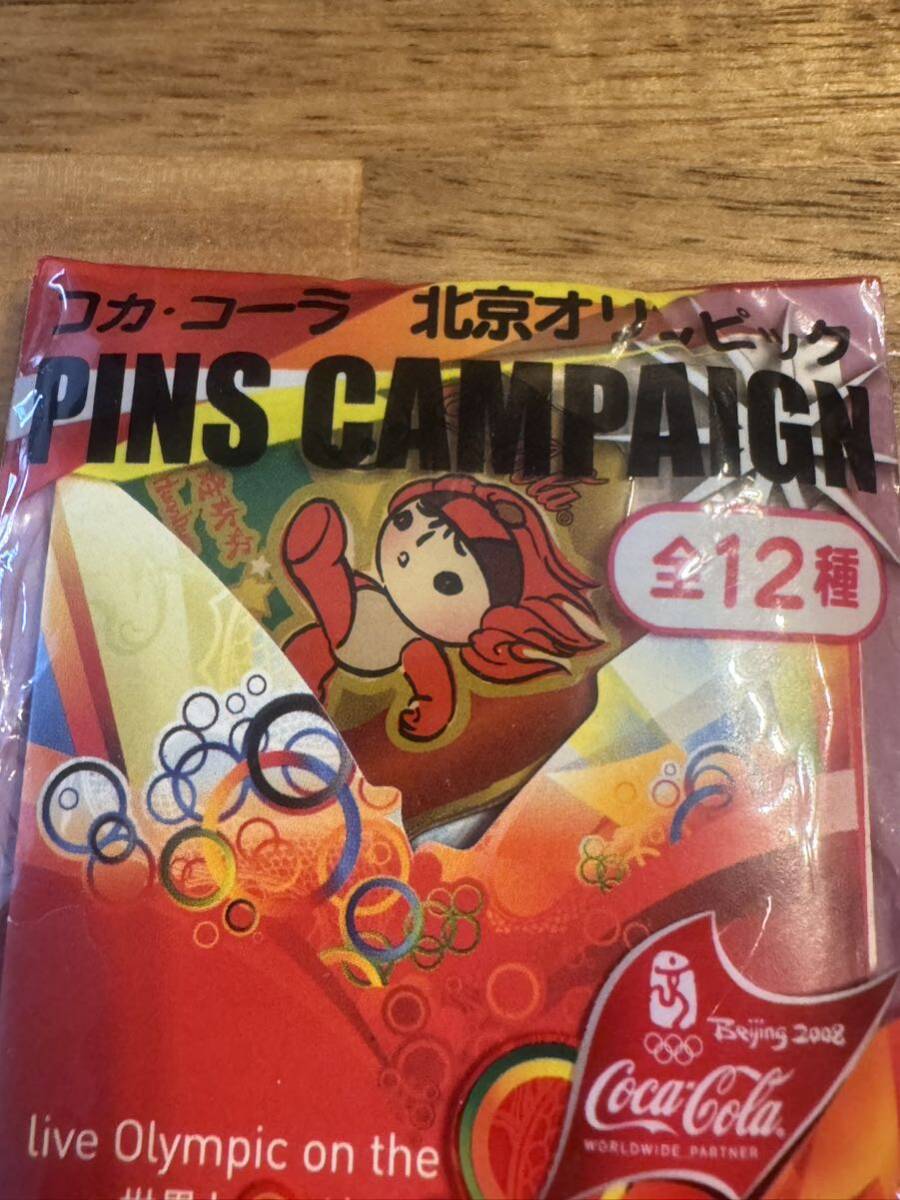 コカ・コーラ 北京オリンピック
PINS CAMPAIGN
全12種
Beijing 2008
Coca-Cola
WORLDWIDE PARTNER
live Olympic on the